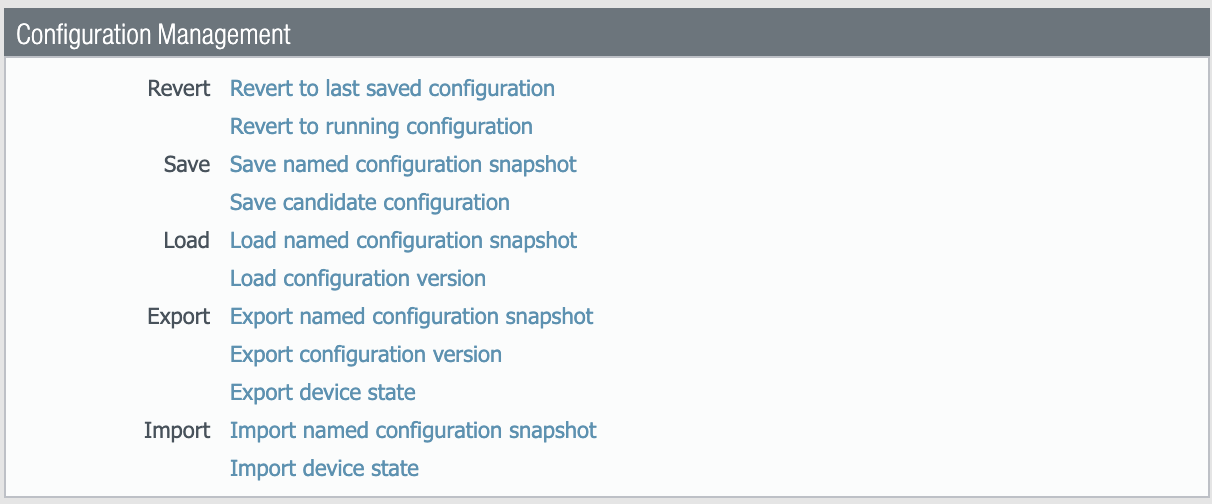 Configuration Management
Revert Revert to last saved configuration
Revert to running configuration
Save Save named configuration snapshot
Save candidate configuration
Load Load named configuration snapshot
Load configuration version
Export Export named configuration snapshot
Export configuration version
Export device state
Import Import named configuration snapshot
Import device state